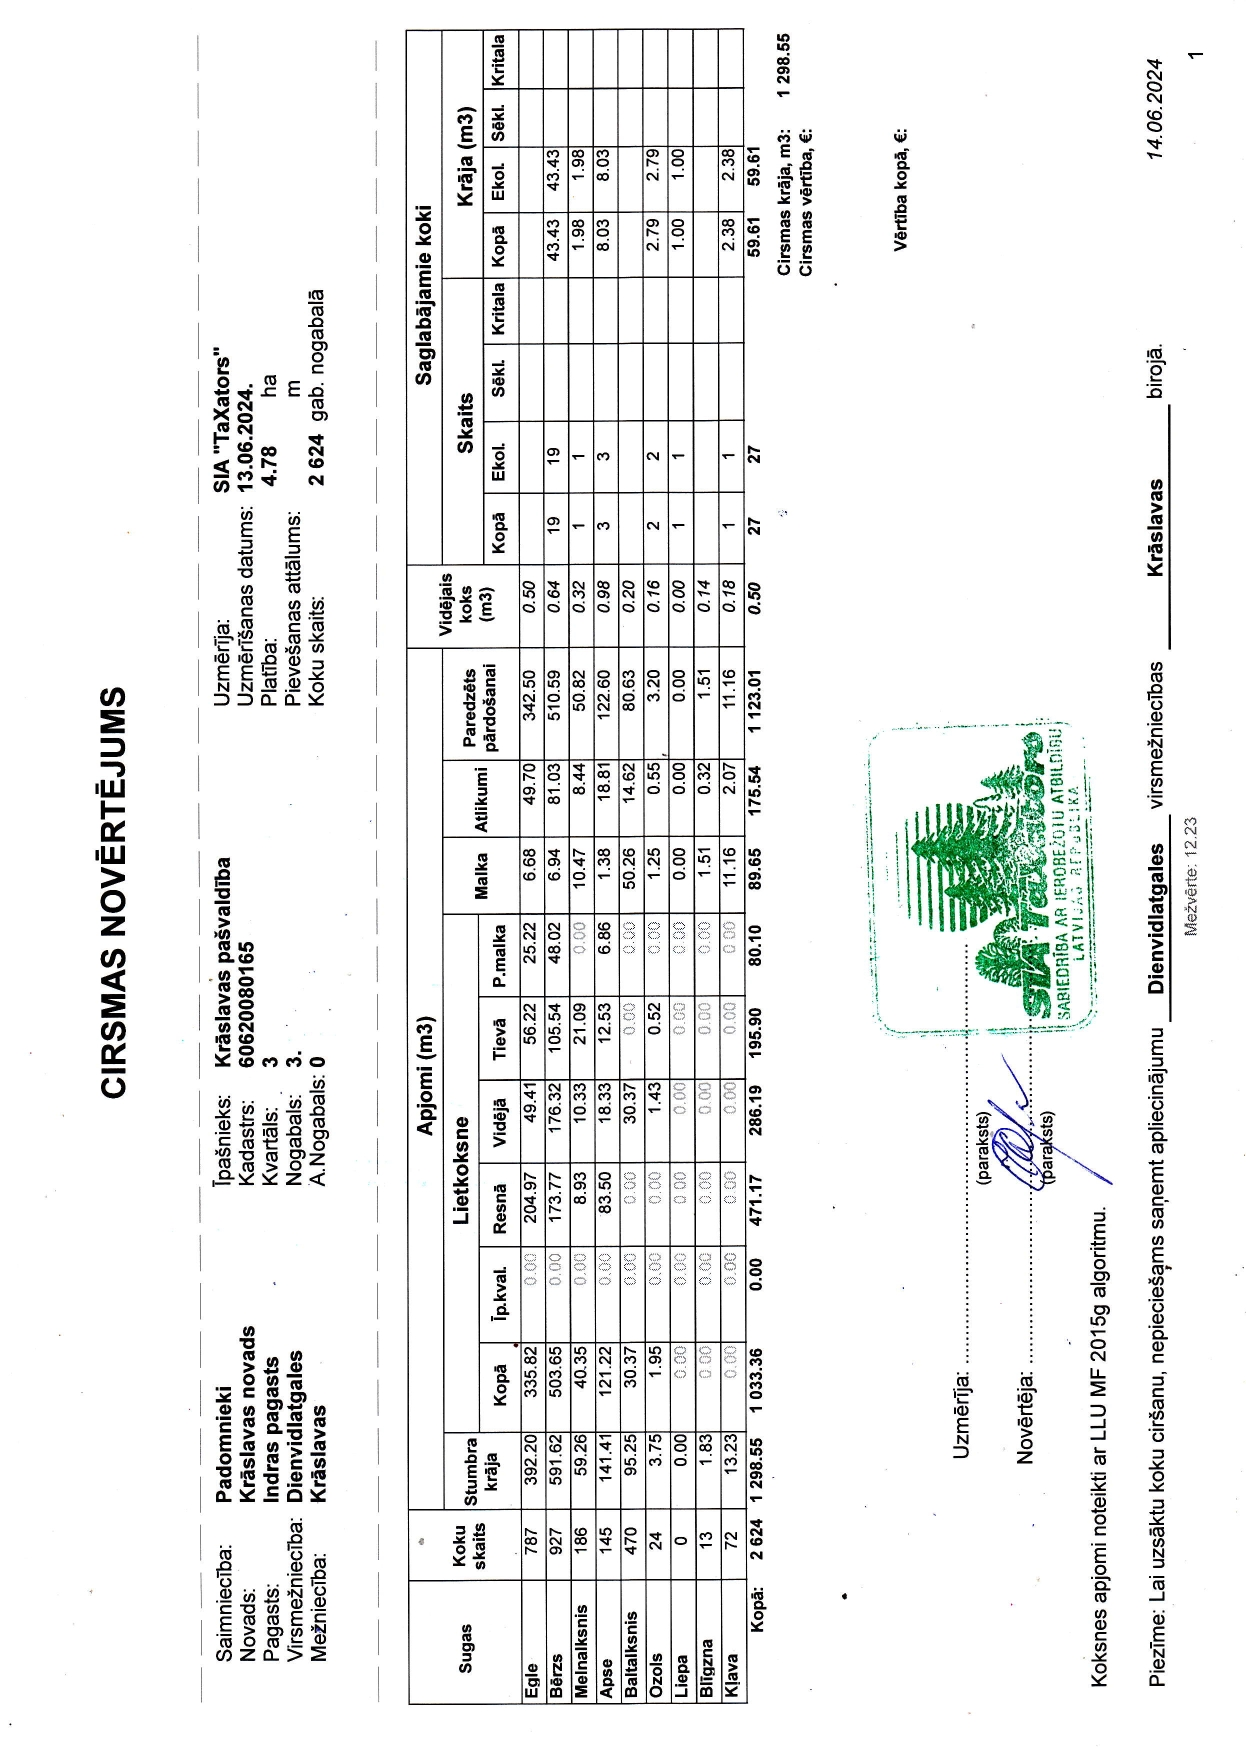 CIRSMAS NOVĒRTĒJUMS
Saimniecība: Padomnieki Īpašnieks: Krāslavas pašvaldība Uzmērīja: SIA "TaXators"
Novads: Krāslavas novads Kadastrs: 60620080165 Uzmērīšanas datums: 13.06.2024.
Pagasts: Indras pagasts Kvartāls: 3 Platība: 4.78 ha
Virsmežniecība: Dienvidlatgales Nogabals: 3. Pievešanas attālums: m
Mežniecība: Krāslavas A.Nogabals: 0 Koku skaits: 2 624 gab. nogabalā
Sugas Koku skaits Apjomi (m3) Vidējais koks (m3) Saglabājamie koki
Stumbra krāja Lietkoksne Malka Atlikumi Paredzēts pārdošanai Skaits Krāja (m3)
Kopā Īp.kval. Resnā Vidējā Tievā P.malka Kopā Ekol. Sēkl. Kritala Kopā Ekol. Sēkl. Kritala
Egle 787 392.20 335.82 0.00 204.97 49.41 56.22 25.22 6.68 49.70 342.50 0.50
Bērzs 927 591.62 503.65 0.00 173.77 176.32 105.54 48.02 6.94 81.03 510.59 0.64 19 19 43.43 43.43
Melnalksnis 186 59.26 40.35 0.00 8.93 10.33 21.09 0.00 10.47 8.44 50.82 0.32 1 1 1.98 1.98
Apse 145 141.41 121.22 0.00 83.50 18.33 12.53 6.86 1.38 18.81 122.60 0.98 3 3 8.03 8.03
Baltalksnis 470 95.25 30.37 0.00 0.00 30.37 0.00 0.00 50.26 14.62 80.63 0.20
Ozols 24 3.75 1.95 0.00 0.00 1.43 0.52 0.00 1.25 0.55 3.20 0.16 2 2 2.79 2.79
Liepa 0 0.00 0.00 0.00 0.00 0.00 0.00 0.00 0.00 0.00 0.00 0.00 1 1 1.00 1.00
Blīgzna 13 1.83 0.00 0.00 0.00 0.00 0.00 0.00 1.51 0.32 1.51 0.14
Kļava 72 13.23 0.00 0.00 0.00 0.00 0.00 0.00 11.16 2.07 11.16 0.18 1 1 2.38 2.38
Kopā: 2 624 1 298.55 1 033.36 0.00 471.17 286.19 195.90 80.10 89.65 175.54 1 123.01 0.50 27 27 59.61 59.61
Cirsmas krāja, m3: 1 298.55
Cirsmas vērtība, €:
Vērtība kopā, €:
Uzmērīja:
(paraksts)
Novērtēja:
(paraksts)
SIA TaXators
SABIEDRĪBA AR IEROBEŽOTU ATBILDĪBU
LATVIJAS REPUBLIKA
Koksnes apjomi noteikti ar LLU MF 2015g algoritmu.
Piezīme: Lai uzsāktu koku ciršanu, nepieciešams saņemt apliecinājumu Dienvidlatgales virsmežniecības Krāslavas birojā. 14.06.2024
Mežvērte: 12.23 1